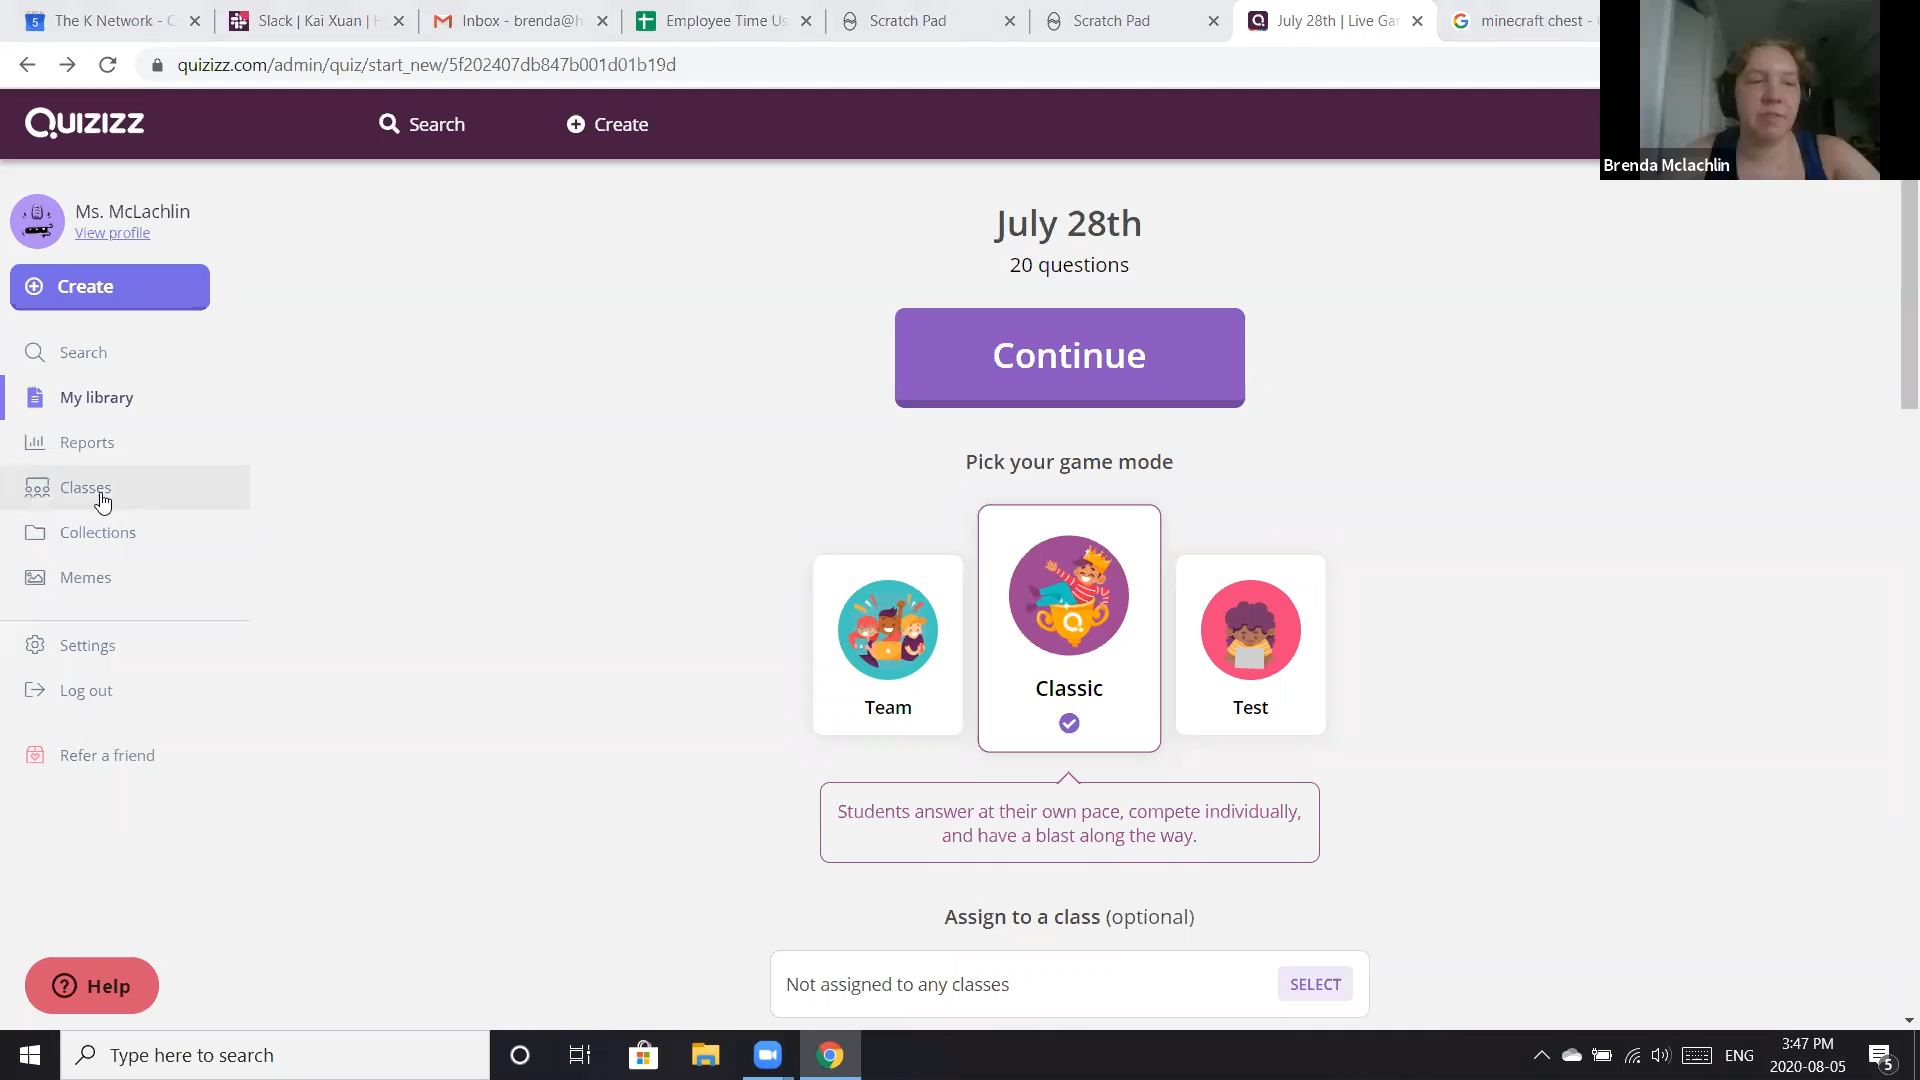 The K Network - C
Slack | Kai Xuan | H
Inbox - brenda@h
Employee Time Us
Scratch Pad
Scratch Pad
July 28th | Live Gar
minecraft chest -
quizizz.com/admin/quiz/start_new/5f202407db847b001d01b19d
Quizizz
Search
Create
Brenda Mclachlin
Ms. McLachlin
View profile
Create
Search
My library
Reports
Classes
Collections
Memes
Settings
Log out
Refer a friend
Help
July 28th
20 questions
Continue
Pick your game mode
Team
Classic
Test
Students answer at their own pace, compete individually,
and have a blast along the way.
Assign to a class (optional)
Not assigned to any classes
SELECT
Type here to search
ENG
3:47 PM
2020-08-05
5